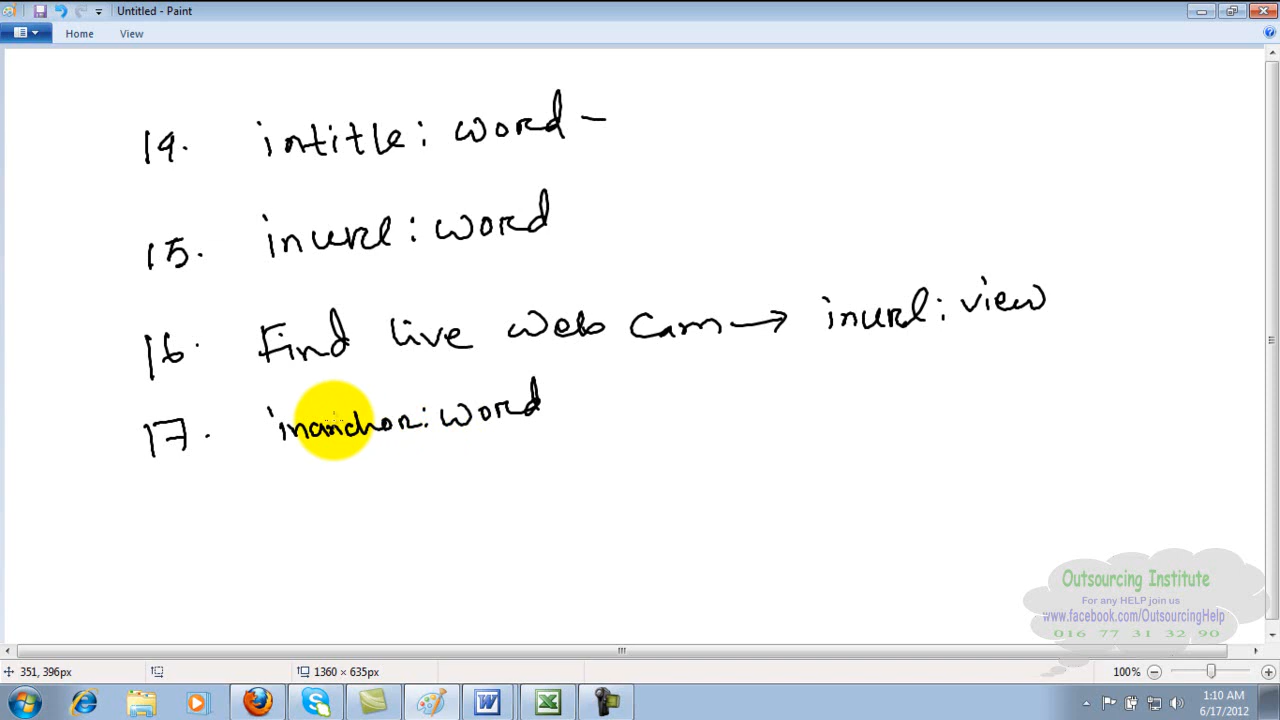 Untitled - Paint
Home View
14. intitle: word -
15. inurl: word
16. Find live web cam → inurl: view
17. inanchor: word
Outsourcing Institute
For any HELP join us
www.facebook.com/OutsourcingHelp
016 77 31 32 90
351, 396px 1360 × 635px 100%
1:10 AM
6/17/2012